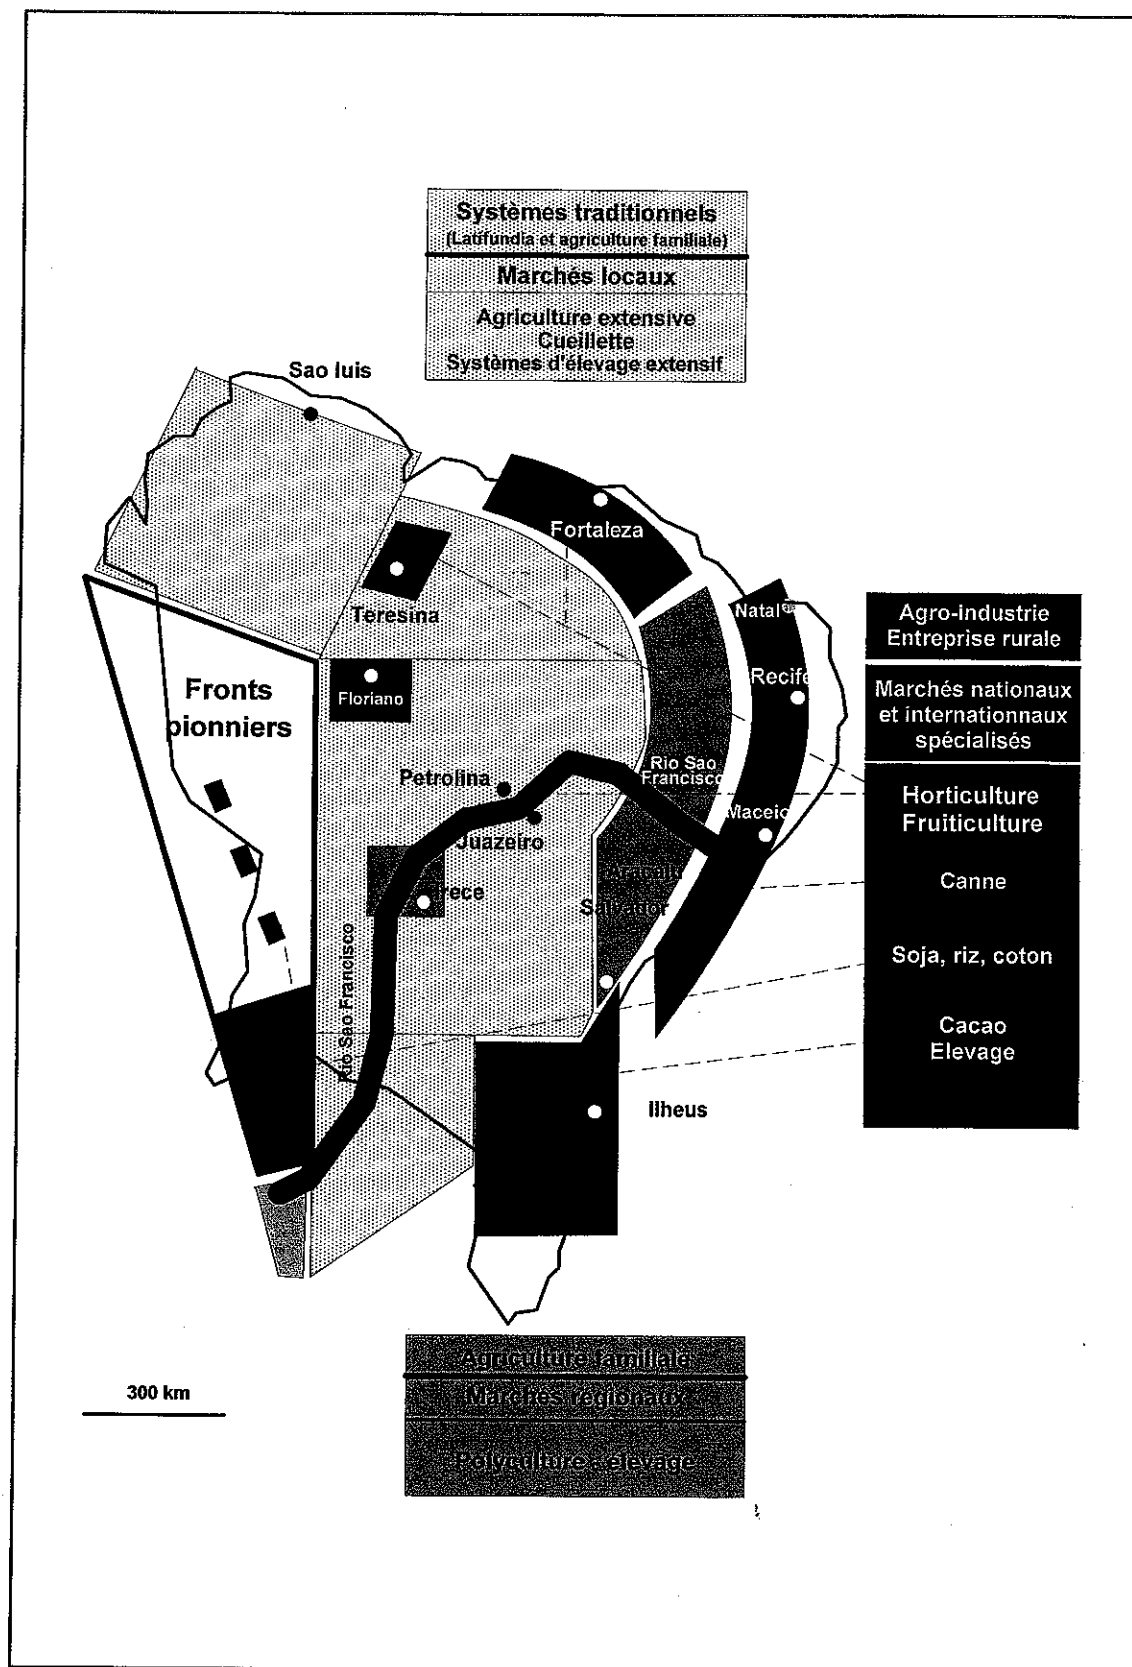 Systèmes traditionnels
(Latifundia et agriculture familiale)
Marchés locaux
Agriculture extensive
Cueillette
Systèmes d'élevage extensif
Sao luis
Fortaleza
Teresina
Natal
Agro-industrie
Entreprise rurale
Fronts
pionniers
Floriano
Recife
Marchés nationaux
et internationnaux
spécialisés
Petrolina
Rio Sao
Francisco
Horticulture
Fruiticulture
Maceio
Juazeiro
rece
Canne
Salvador
Rio Sao Francisco
Soja, riz, coton
Cacao
Elevage
Ilheus
Agriculture familiale
Marchés régionaux
Polyculture - élevage
300 km